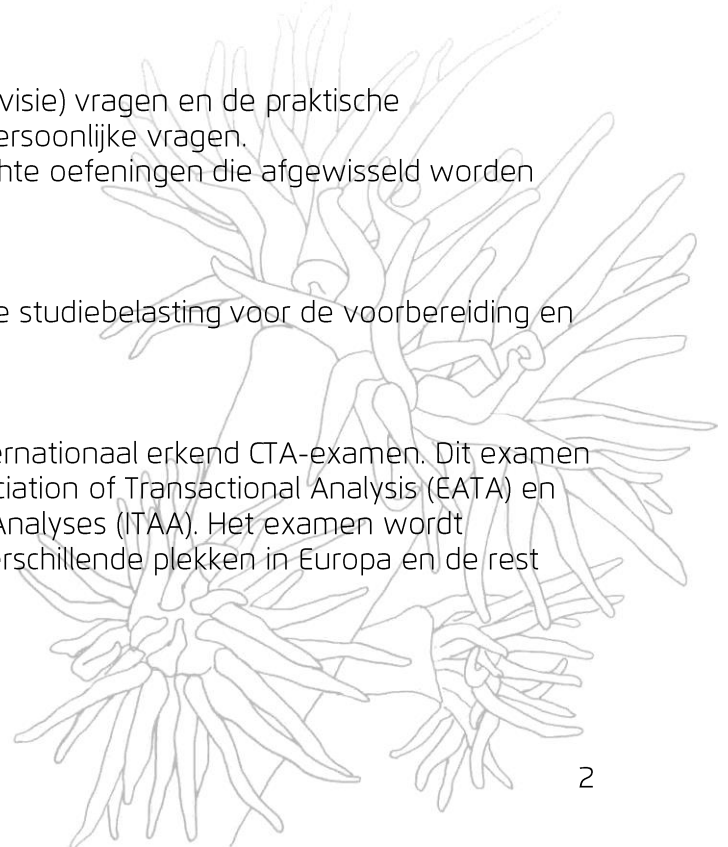 visie) vragen en de praktische
ersoonlijke vragen.
hte oefeningen die afgewisseld worden
e studiebelasting voor de voorbereiding en
ernationaal erkend CTA-examen. Dit examen
ciation of Transactional Analysis (EATA) en
Analyses (ITAA). Het examen wordt
erschillende plekken in Europa en de rest
2